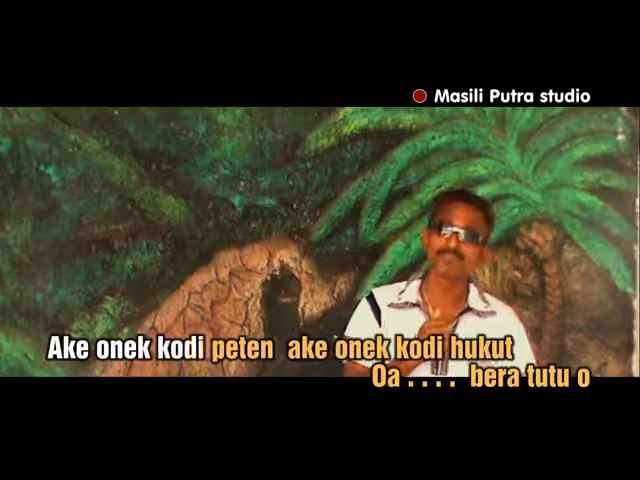 Masili Putra studio
Ake onek kodi peten ake onek kodi hukut
Oa . . . . bera tutu o